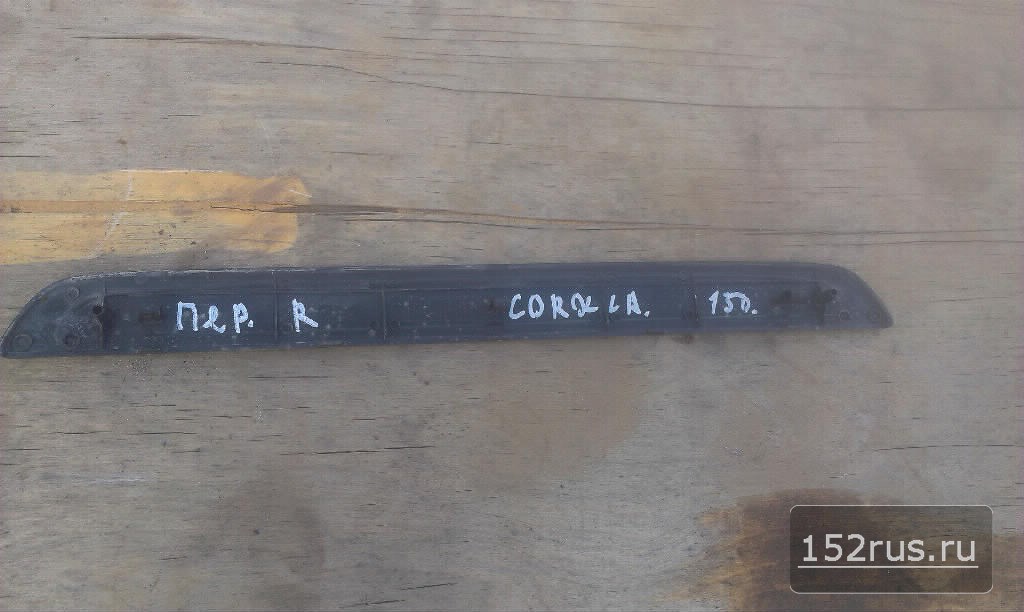 пер. R COROLLA. 150.
152rus.ru